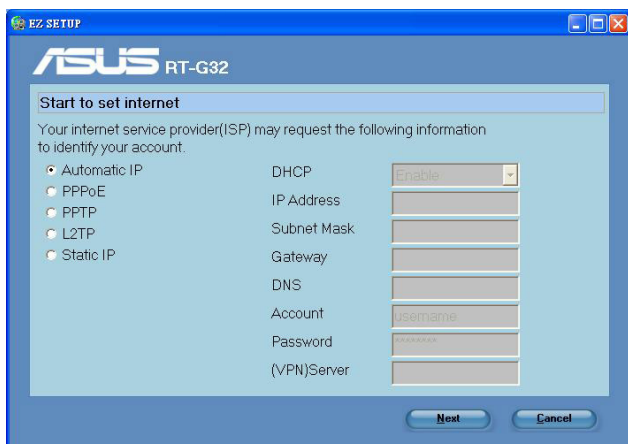 EZ SETUP
ASUS RT-G32
Start to set internet
Your internet service provider(ISP) may request the following information
to identify your account.
Automatic IP
PPPoE
PPTP
L2TP
Static IP
DHCP Enable
IP Address
Subnet Mask
Gateway
DNS
Account username
Password ********
(VPN)Server
Next Cancel